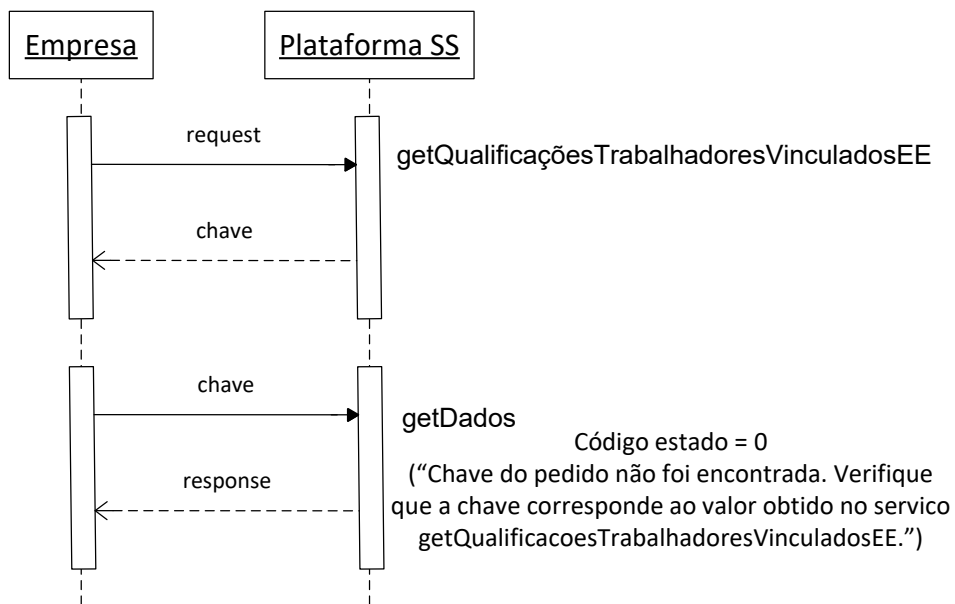 Empresa
Plataforma SS
request
getQualificaçõesTrabalhadoresVinculadosEE
chave
chave
getDados
Código estado = 0
(“Chave do pedido não foi encontrada. Verifique
response
que a chave corresponde ao valor obtido no servico
getQualificacoesTrabalhadoresVinculadosEE.”)